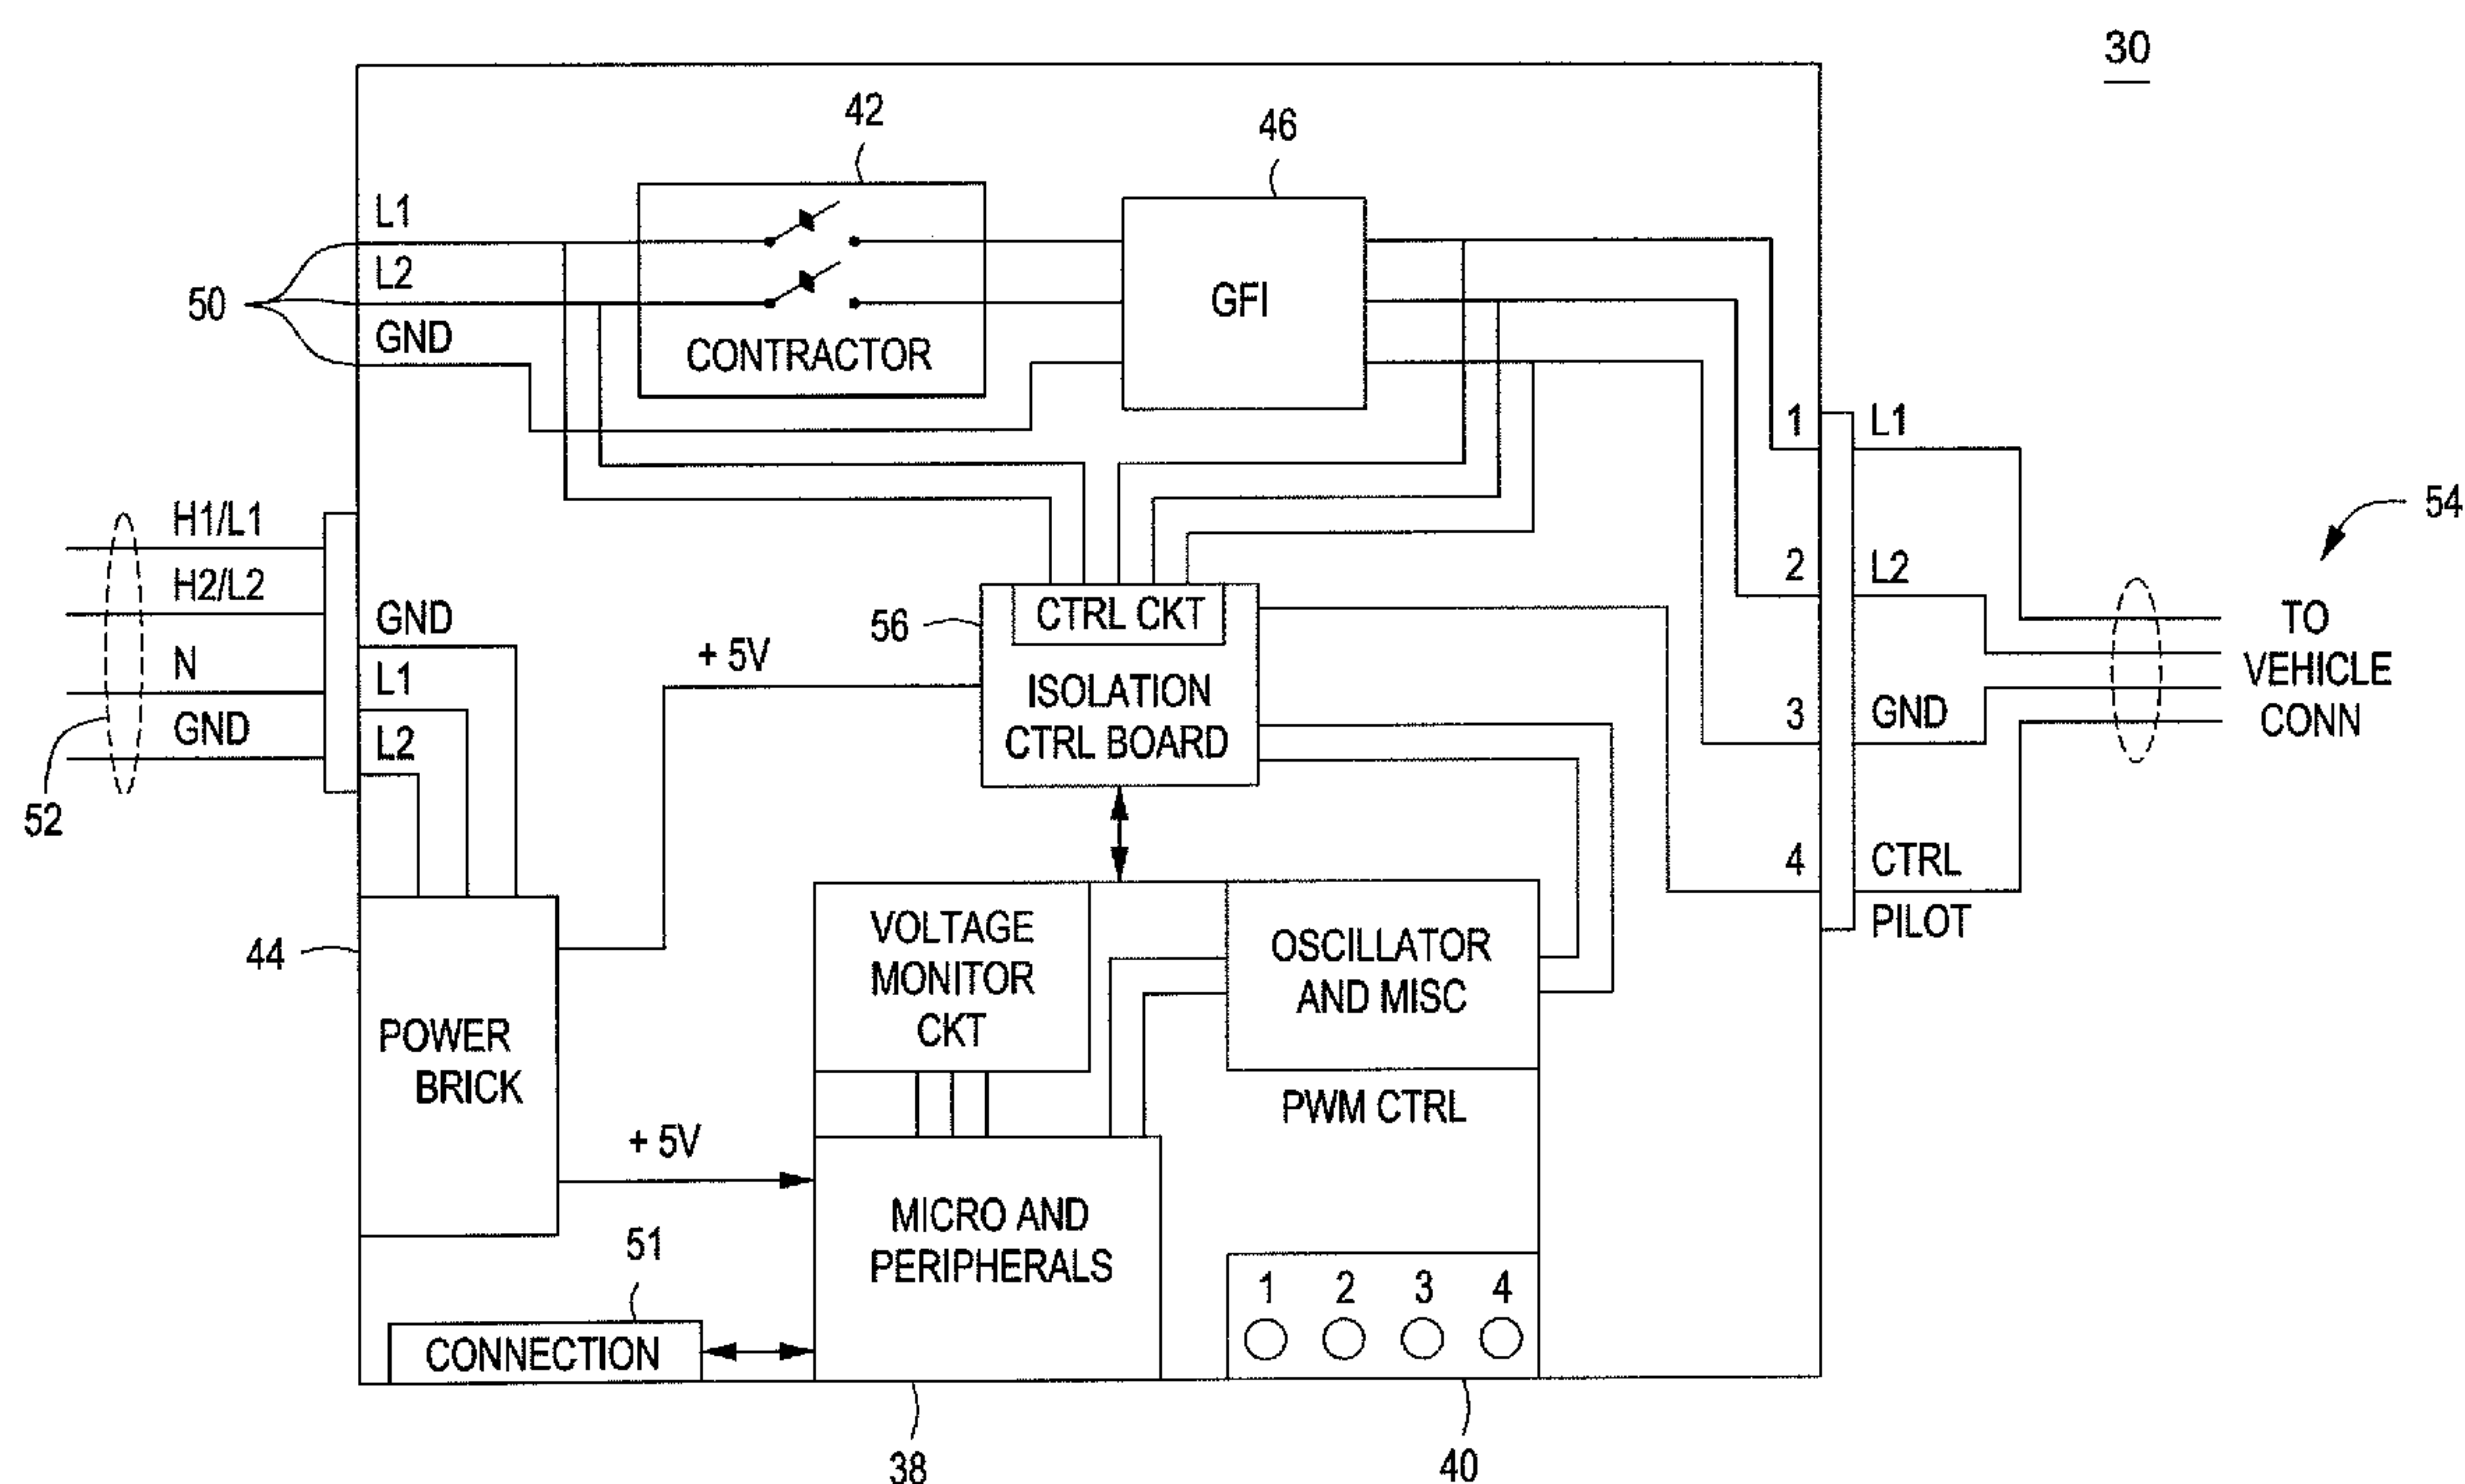 30
42
46
L1
L2
GND
50
CONTRACTOR
GFI
1
L1
54
H1/L1
H2/L2
N
GND
52
GND
L1
L2
+ 5V
56
CTRL CKT
ISOLATION
CTRL BOARD
2
L2
TO
VEHICLE
CONN
3
GND
4
CTRL
PILOT
44
POWER
BRICK
VOLTAGE
MONITOR
CKT
OSCILLATOR
AND MISC
PWM CTRL
+ 5V
MICRO AND
PERIPHERALS
51
CONNECTION
1 2 3 4
38
40